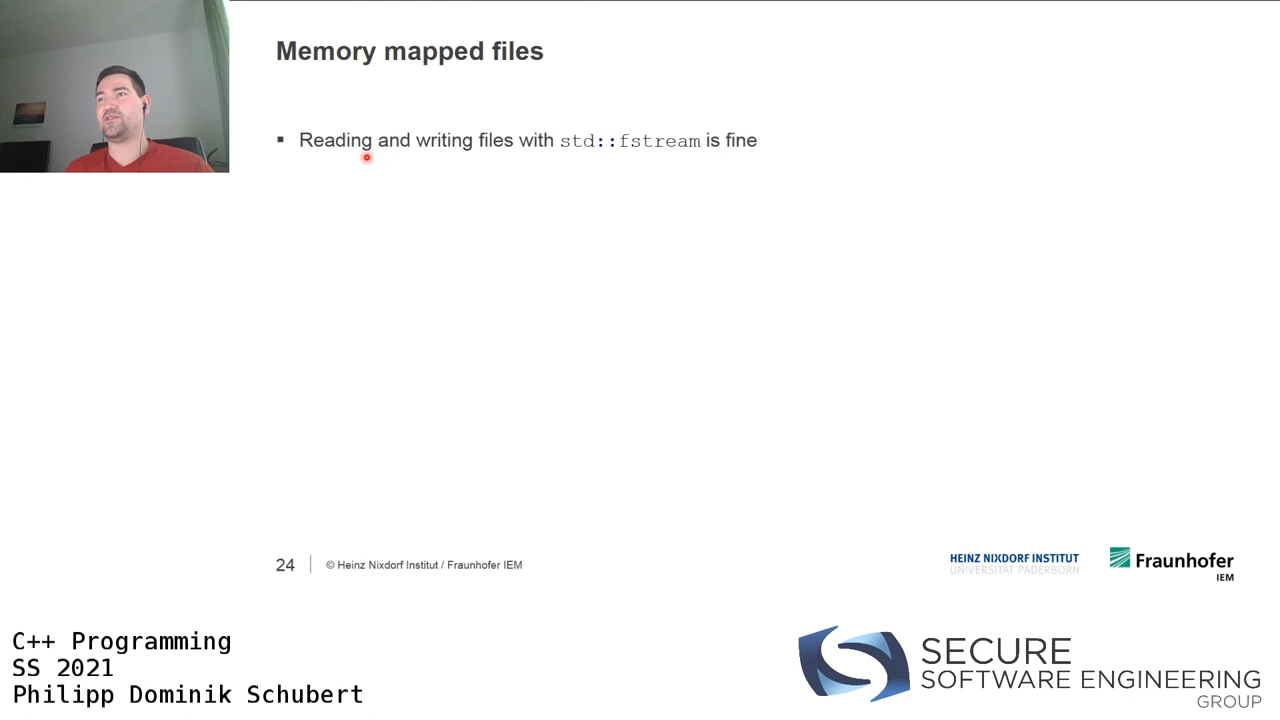 Memory mapped files
▪ Reading and writing files with std::fstream is fine
24 © Heinz Nixdorf Institut / Fraunhofer IEM
HEINZ NIXDORF INSTITUT
UNIVERSITÄT PADERBORN
Fraunhofer
IEM
C++ Programming
SS 2021
Philipp Dominik Schubert
SECURE
SOFTWARE ENGINEERING
GROUP